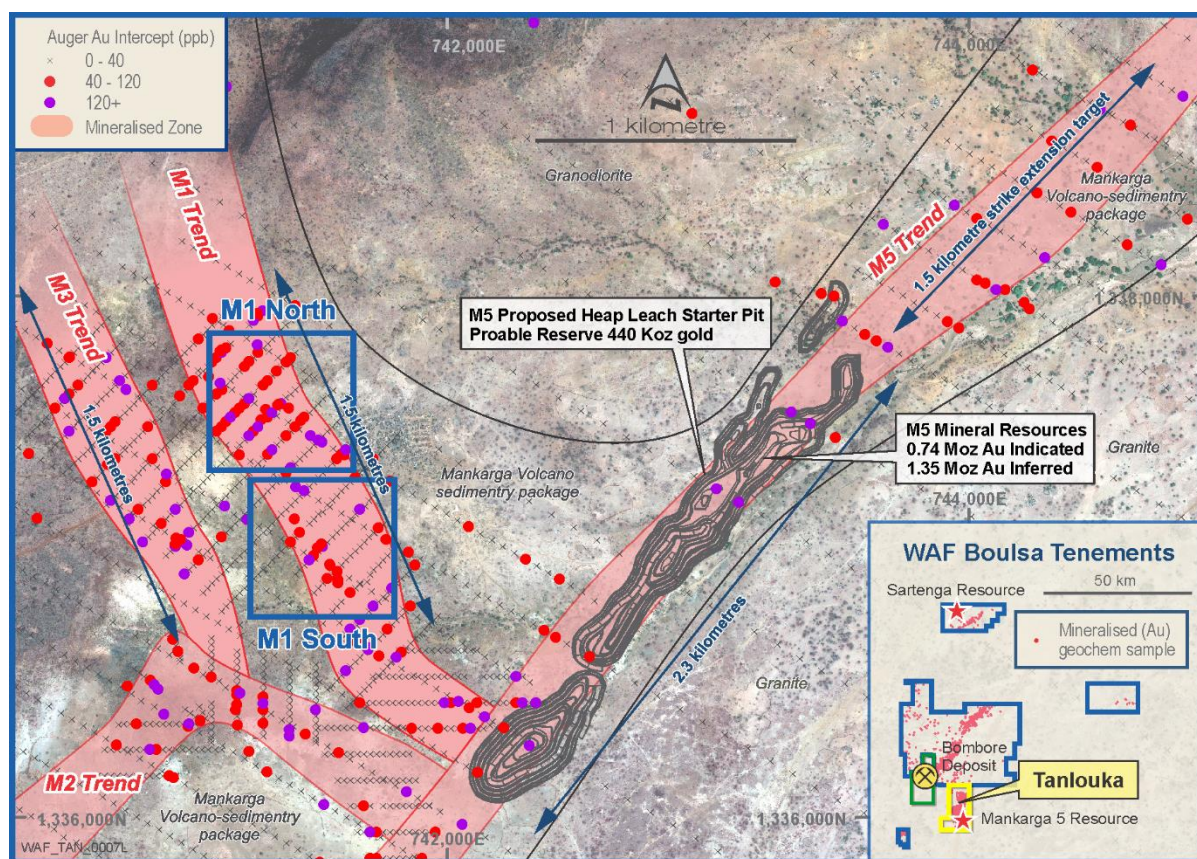 Auger Au Intercept (ppb)
0 - 40
40 - 120
120+
Mineralised Zone
742,000E
744,000E
1 kilometre
Granodiorite
M1 Trend
M3 Trend
M5 Trend
1.5 kilometre strike extension target
Mankarga
Volcano-sedimentry
package
1,338,000N
1,338,000N
M1 North
M5 Proposed Heap Leach Starter Pit
Proable Reserve 440 Koz gold
1.5 kilometres
1.5 kilometres
M5 Mineral Resources
0.74 Moz Au Indicated
1.35 Moz Au Inferred
Granite
Mankarga Volcano
sedimentry package
744,000E
M1 South
2.3 kilometres
Granite
M2 Trend
Mankarga
Volcano-sedimentry
package
1,336,000N
742,000E
1,336,000N
WAF_TAN_0007L
WAF Boulsa Tenements
50 km
Sartenga Resource
Mineralised (Au)
geochem sample
Bombore
Deposit
Tanlouka
Mankarga 5 Resource